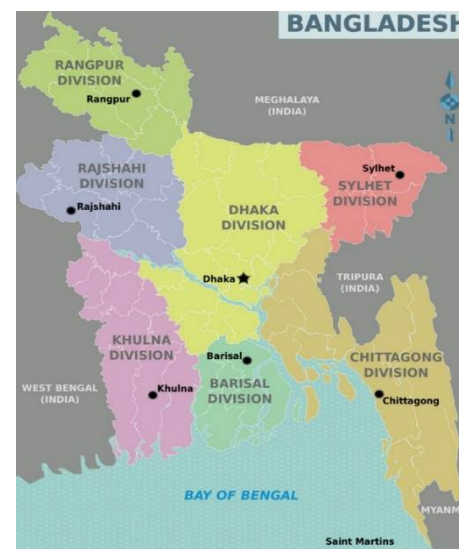 BANGLADESH
RANGPUR
DIVISION
Rangpur
MEGHALAYA
(INDIA)
N
RAJSHAHI
DIVISION
Rajshahi
Sylhet
SYLHET
DIVISION
DHAKA
DIVISION
Dhaka
TRIPURA
(INDIA)
KHULNA
DIVISION
Khulna
Barisal
BARISAL
DIVISION
CHITTAGONG
DIVISION
Chittagong
WEST BENGAL
(INDIA)
BAY OF BENGAL
MYANM
Saint Martins